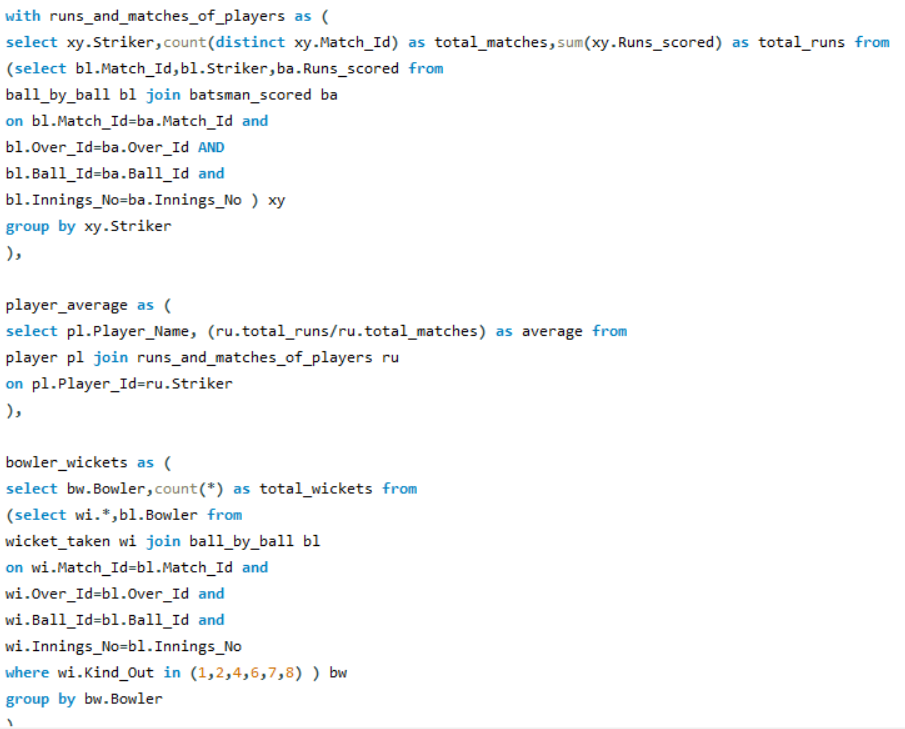 with runs_and_matches_of_players as (
select xy.Striker,count(distinct xy.Match_Id) as total_matches,sum(xy.Runs_scored) as total_runs from
(select bl.Match_Id,bl.Striker,ba.Runs_scored from
ball_by_ball bl join batsman_scored ba
on bl.Match_Id=ba.Match_Id and
bl.Over_Id=ba.Over_Id AND
bl.Ball_Id=ba.Ball_Id and
bl.Innings_No=ba.Innings_No ) xy
group by xy.Striker
),
player_average as (
select pl.Player_Name, (ru.total_runs/ru.total_matches) as average from
player pl join runs_and_matches_of_players ru
on pl.Player_Id=ru.Striker
),
bowler_wickets as (
select bw.Bowler,count(*) as total_wickets from
(select wi.*,bl.Bowler from
wicket_taken wi join ball_by_ball bl
on wi.Match_Id=bl.Match_Id and
wi.Over_Id=bl.Over_Id and
wi.Ball_Id=bl.Ball_Id and
wi.Innings_No=bl.Innings_No
where wi.Kind_Out in (1,2,4,6,7,8) ) bw
group by bw.Bowler
)